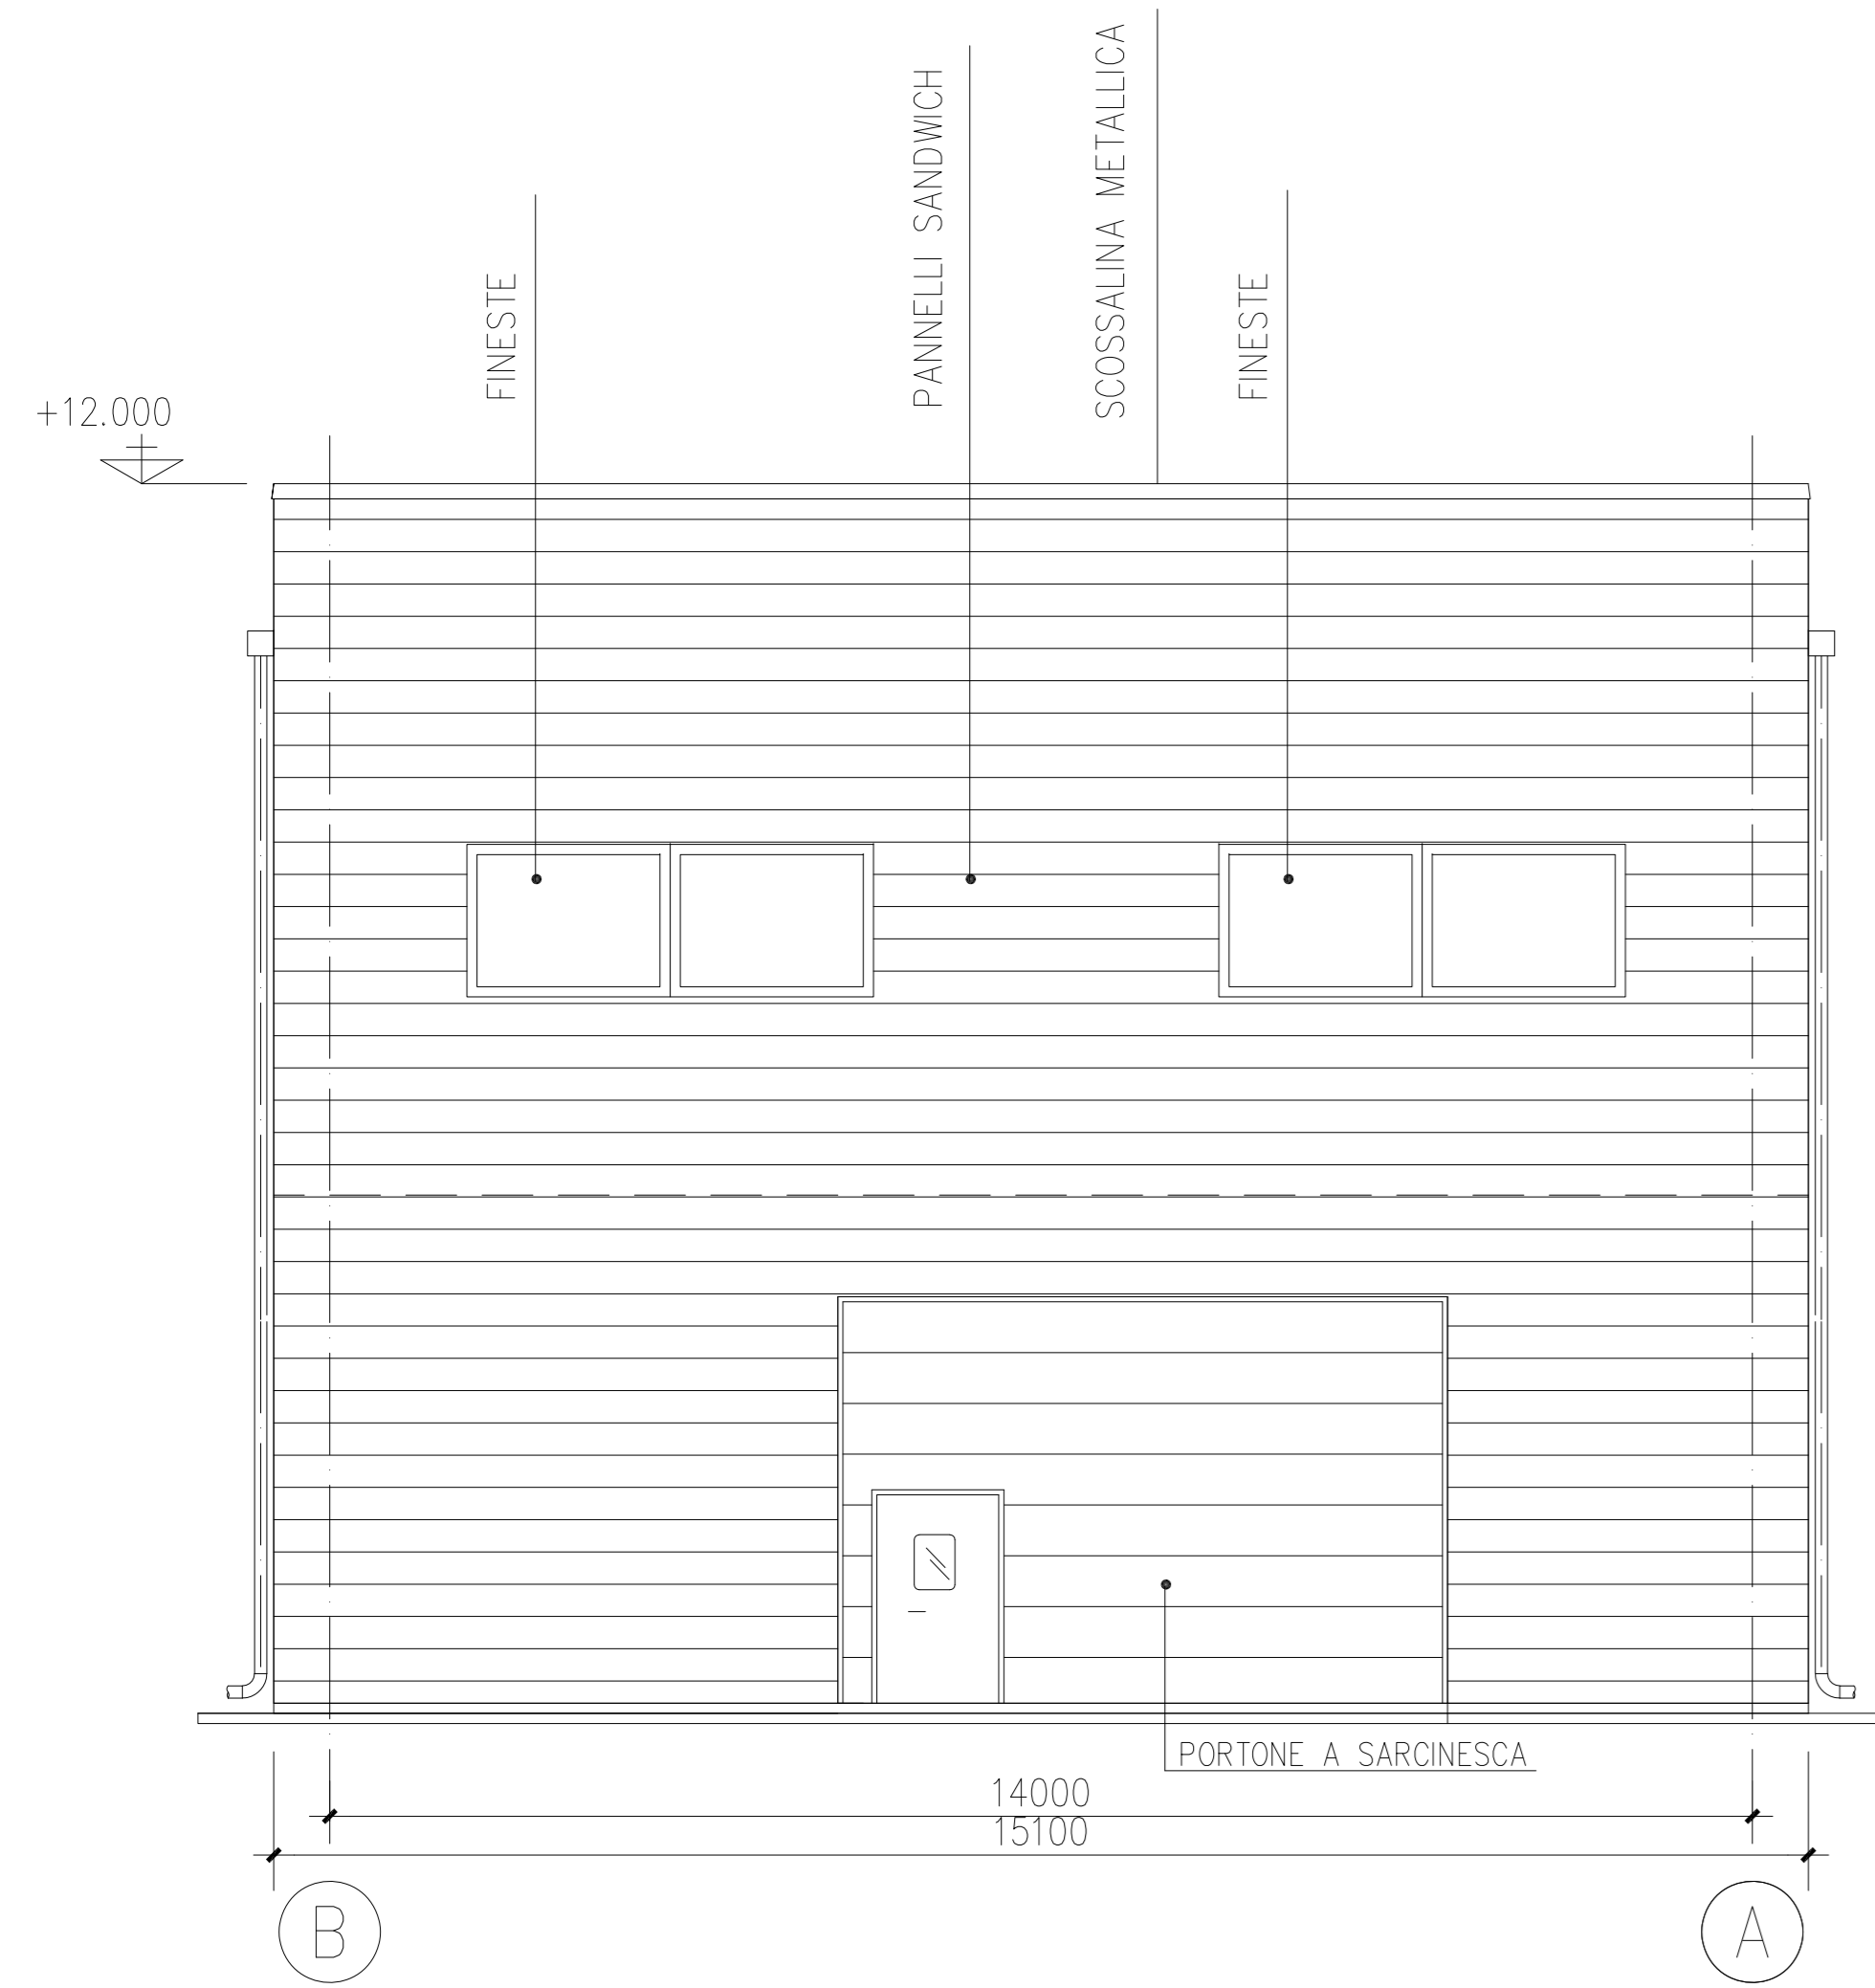 SCOSSALINA METALLICA
PANNELLI SANDWICH
FINESTE
FINESTE
+12.000
PORTONE A SARCINESCA
14000
15100
B
A